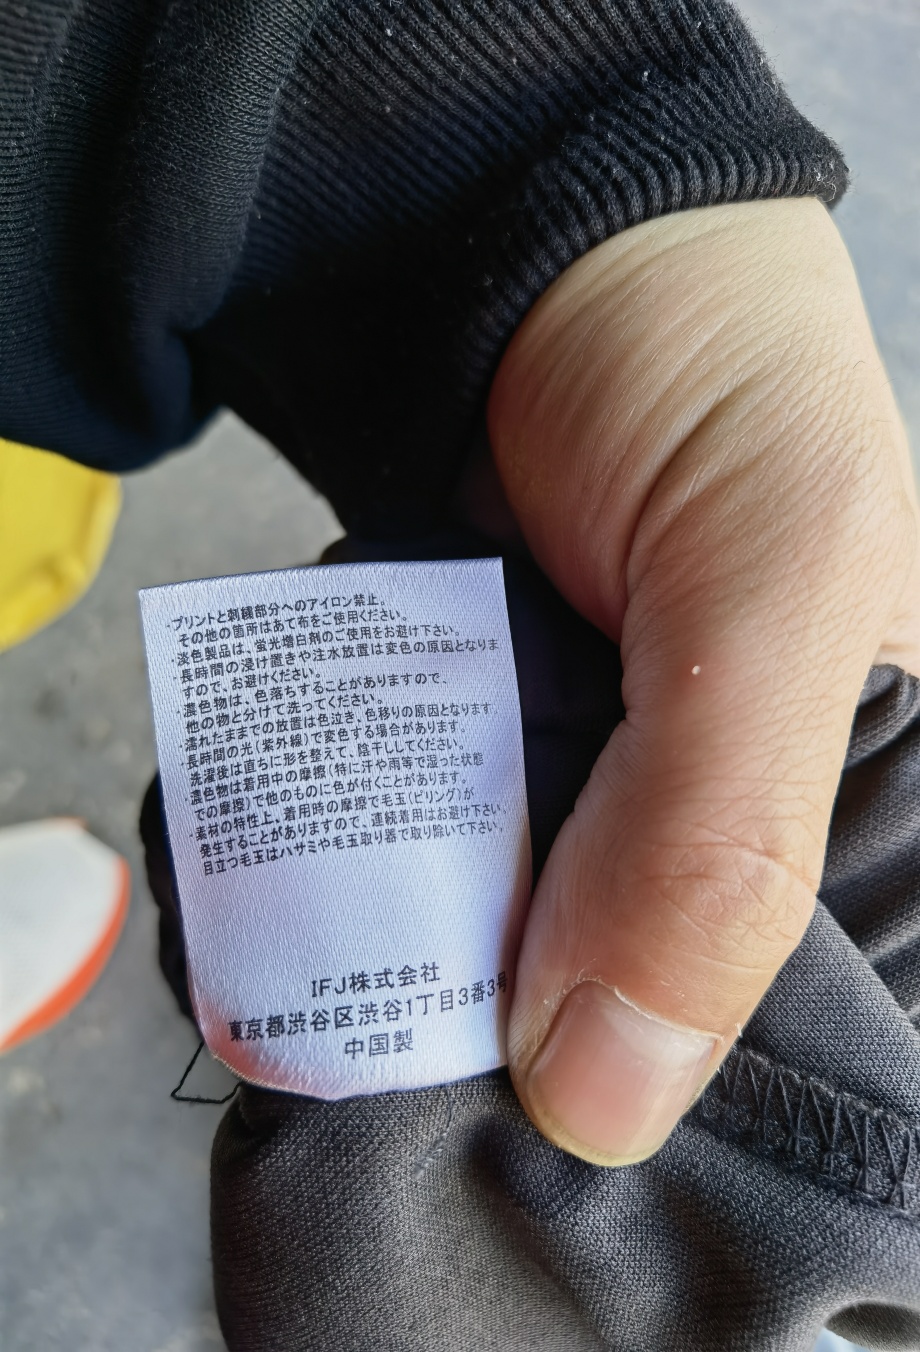 ・プリントと刺繍部分へのアイロン禁止。
その他の箇所はあて布をご使用ください。
・淡色製品は、蛍光増白剤のご使用をお避け下さい。
・長時間の浸け置きや注水放置は変色の原因となりま
すので、お避けください。
・濃色物は、色落ちすることがありますので、
他の物と分けて洗ってください。
・濡れたままでの放置は色泣き、色移りの原因となります
・長時間の光(紫外線)で変色する場合があります。
洗濯後は直ちに形を整えて、陰干ししてください。
・濃色物は着用中の摩擦(特に汗や雨等で湿った状態
での摩擦)で他のものに色が付くことがあります。
・素材の特性上、着用時の摩擦で毛玉(ピリング)が
発生することがありますので、連続着用はお避け下さい。
目立つ毛玉はハサミや毛玉取り器で取り除いて下さい。
IFJ株式会社
東京都渋谷区渋谷1丁目3番3号
中国製